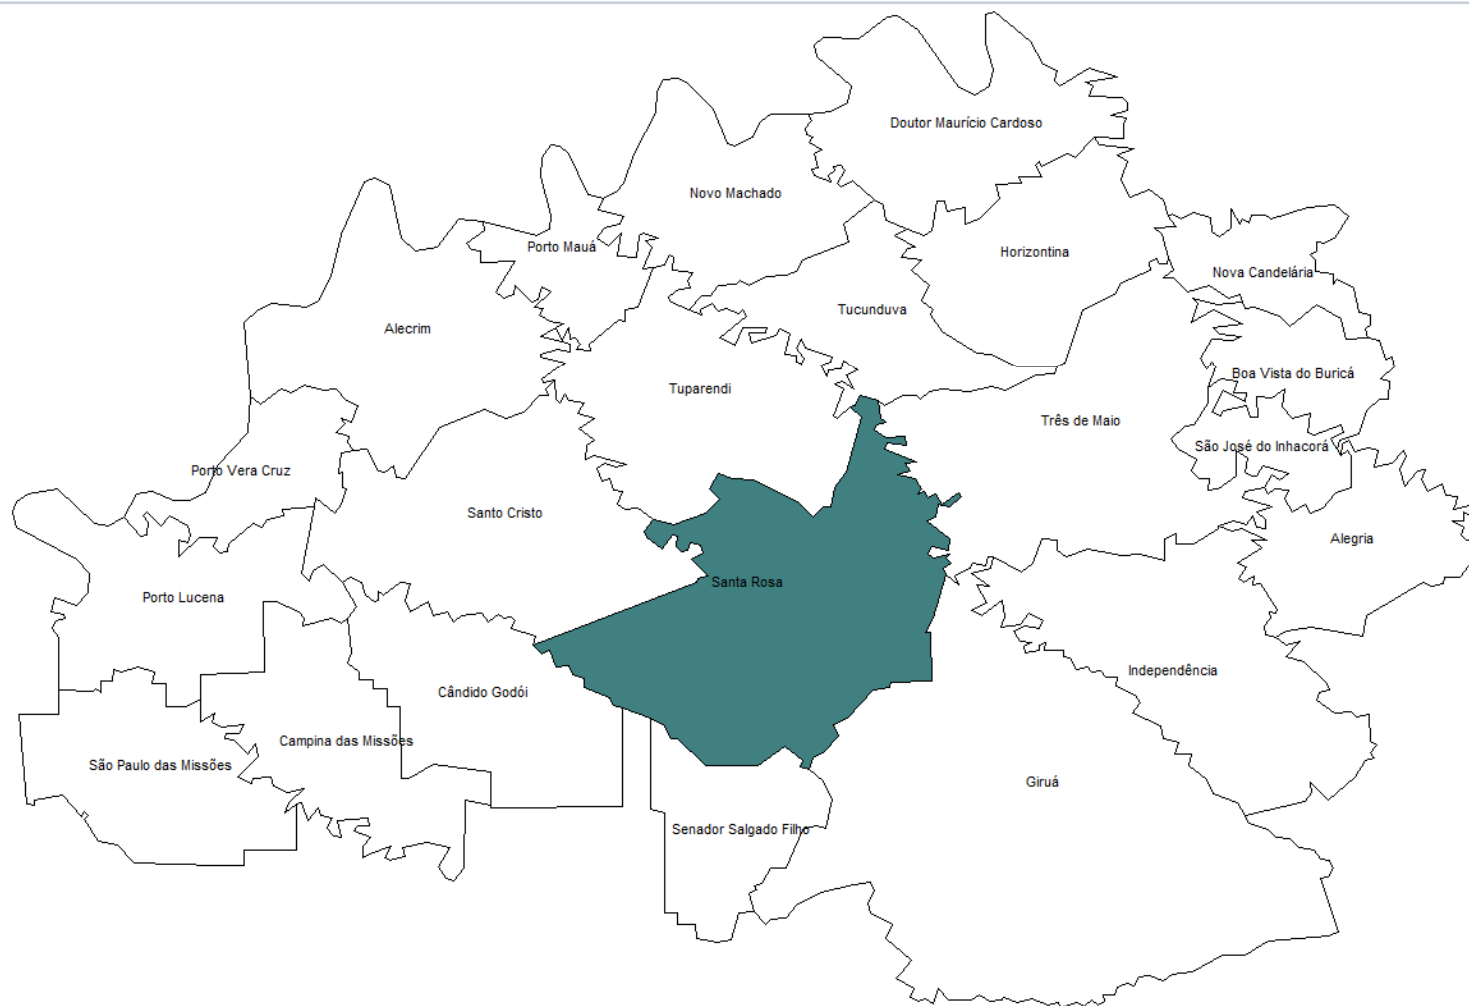 Doutor Maurício Cardoso
Novo Machado
Porto Mauá
Horizontina
Nova Candelária
Tucunduva
Alecrim
Boa Vista do Buricá
Tuparendi
Três de Maio
São José do Inhacorá
Porto Vera Cruz
Santo Cristo
Alegria
Santa Rosa
Porto Lucena
Independência
Cândido Godói
Campina das Missões
São Paulo das Missões
Giruá
Senador Salgado Filho